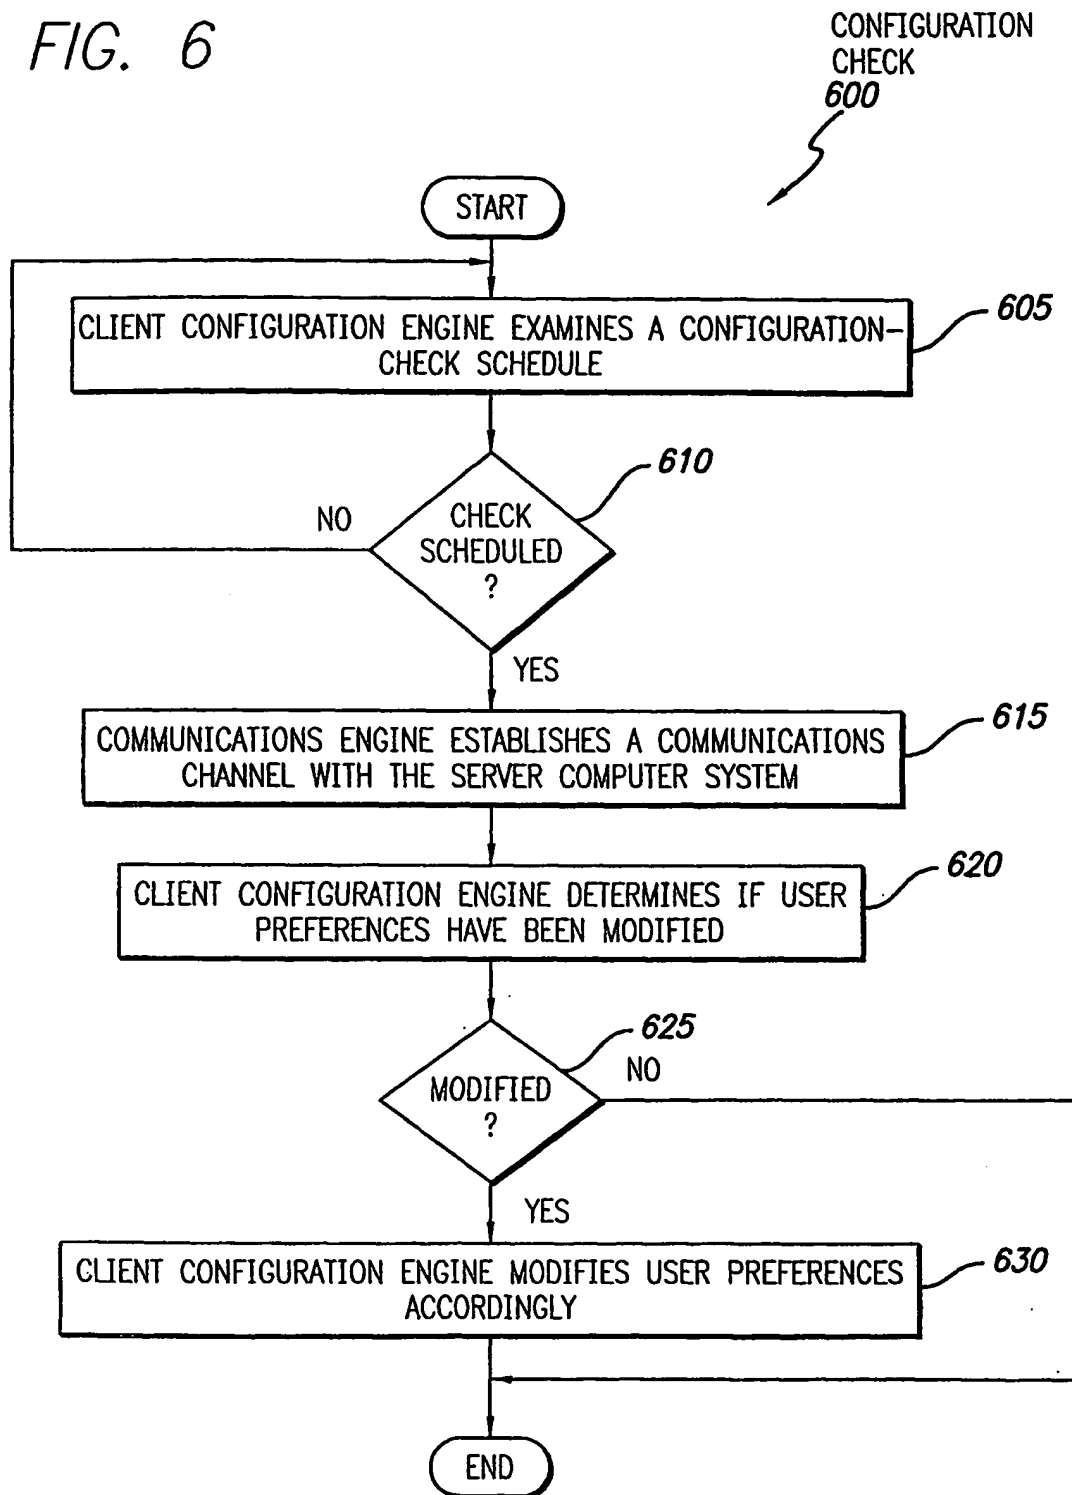 FIG. 6
CONFIGURATION
CHECK
600
START
CLIENT CONFIGURATION ENGINE EXAMINES A CONFIGURATION-
CHECK SCHEDULE
605
610
CHECK
SCHEDULED
?
NO
YES
COMMUNICATIONS ENGINE ESTABLISHES A COMMUNICATIONS
CHANNEL WITH THE SERVER COMPUTER SYSTEM
615
CLIENT CONFIGURATION ENGINE DETERMINES IF USER
PREFERENCES HAVE BEEN MODIFIED
620
625
MODIFIED
?
NO
YES
CLIENT CONFIGURATION ENGINE MODIFIES USER PREFERENCES
ACCORDINGLY
630
END